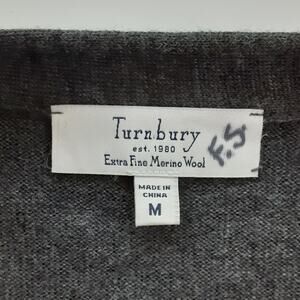 Turnbury
est. 1980
Extra Fine Merino Wool
F.S.
MADE IN
CHINA
M